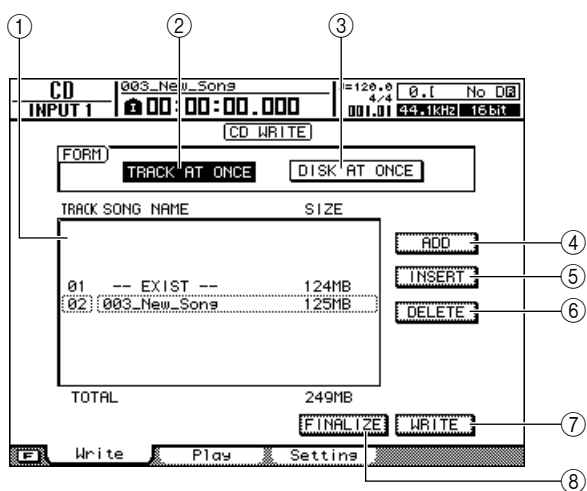 ① ② ③
CD 003_New_Song =120.0 0.[ No D
INPUT 1 00:00:00.000 4/4 001.01 44.1kHz 16bit
CD WRITE
FORM
TRACK AT ONCE DISK AT ONCE
TRACK SONG NAME SIZE
ADD ④
INSERT ⑤
01 -- EXIST -- 124MB
02 003_New_Song 125MB
DELETE ⑥
TOTAL 249MB
FINALIZE WRITE ⑦
F Write Play Setting
⑧